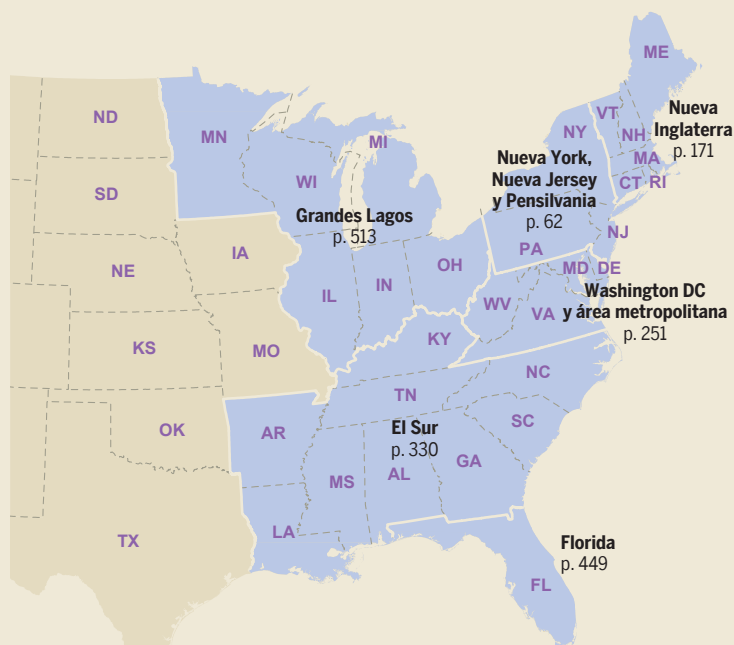 ME
ND
VT
Nueva
Inglaterra
p. 171
MN
NY
NH
MI
MA
Nueva York,
Nueva Jersey
y Pensilvania
p. 62
CT
RI
WI
SD
Grandes Lagos
p. 513
NJ
PA
IA
OH
MD
DE
NE
IN
IL
WV
Washington DC
y área metropolitana
p. 251
VA
KY
KS
MO
NC
TN
SC
OK
AR
El Sur
p. 330
GA
MS
AL
LA
TX
Florida
p. 449
FL